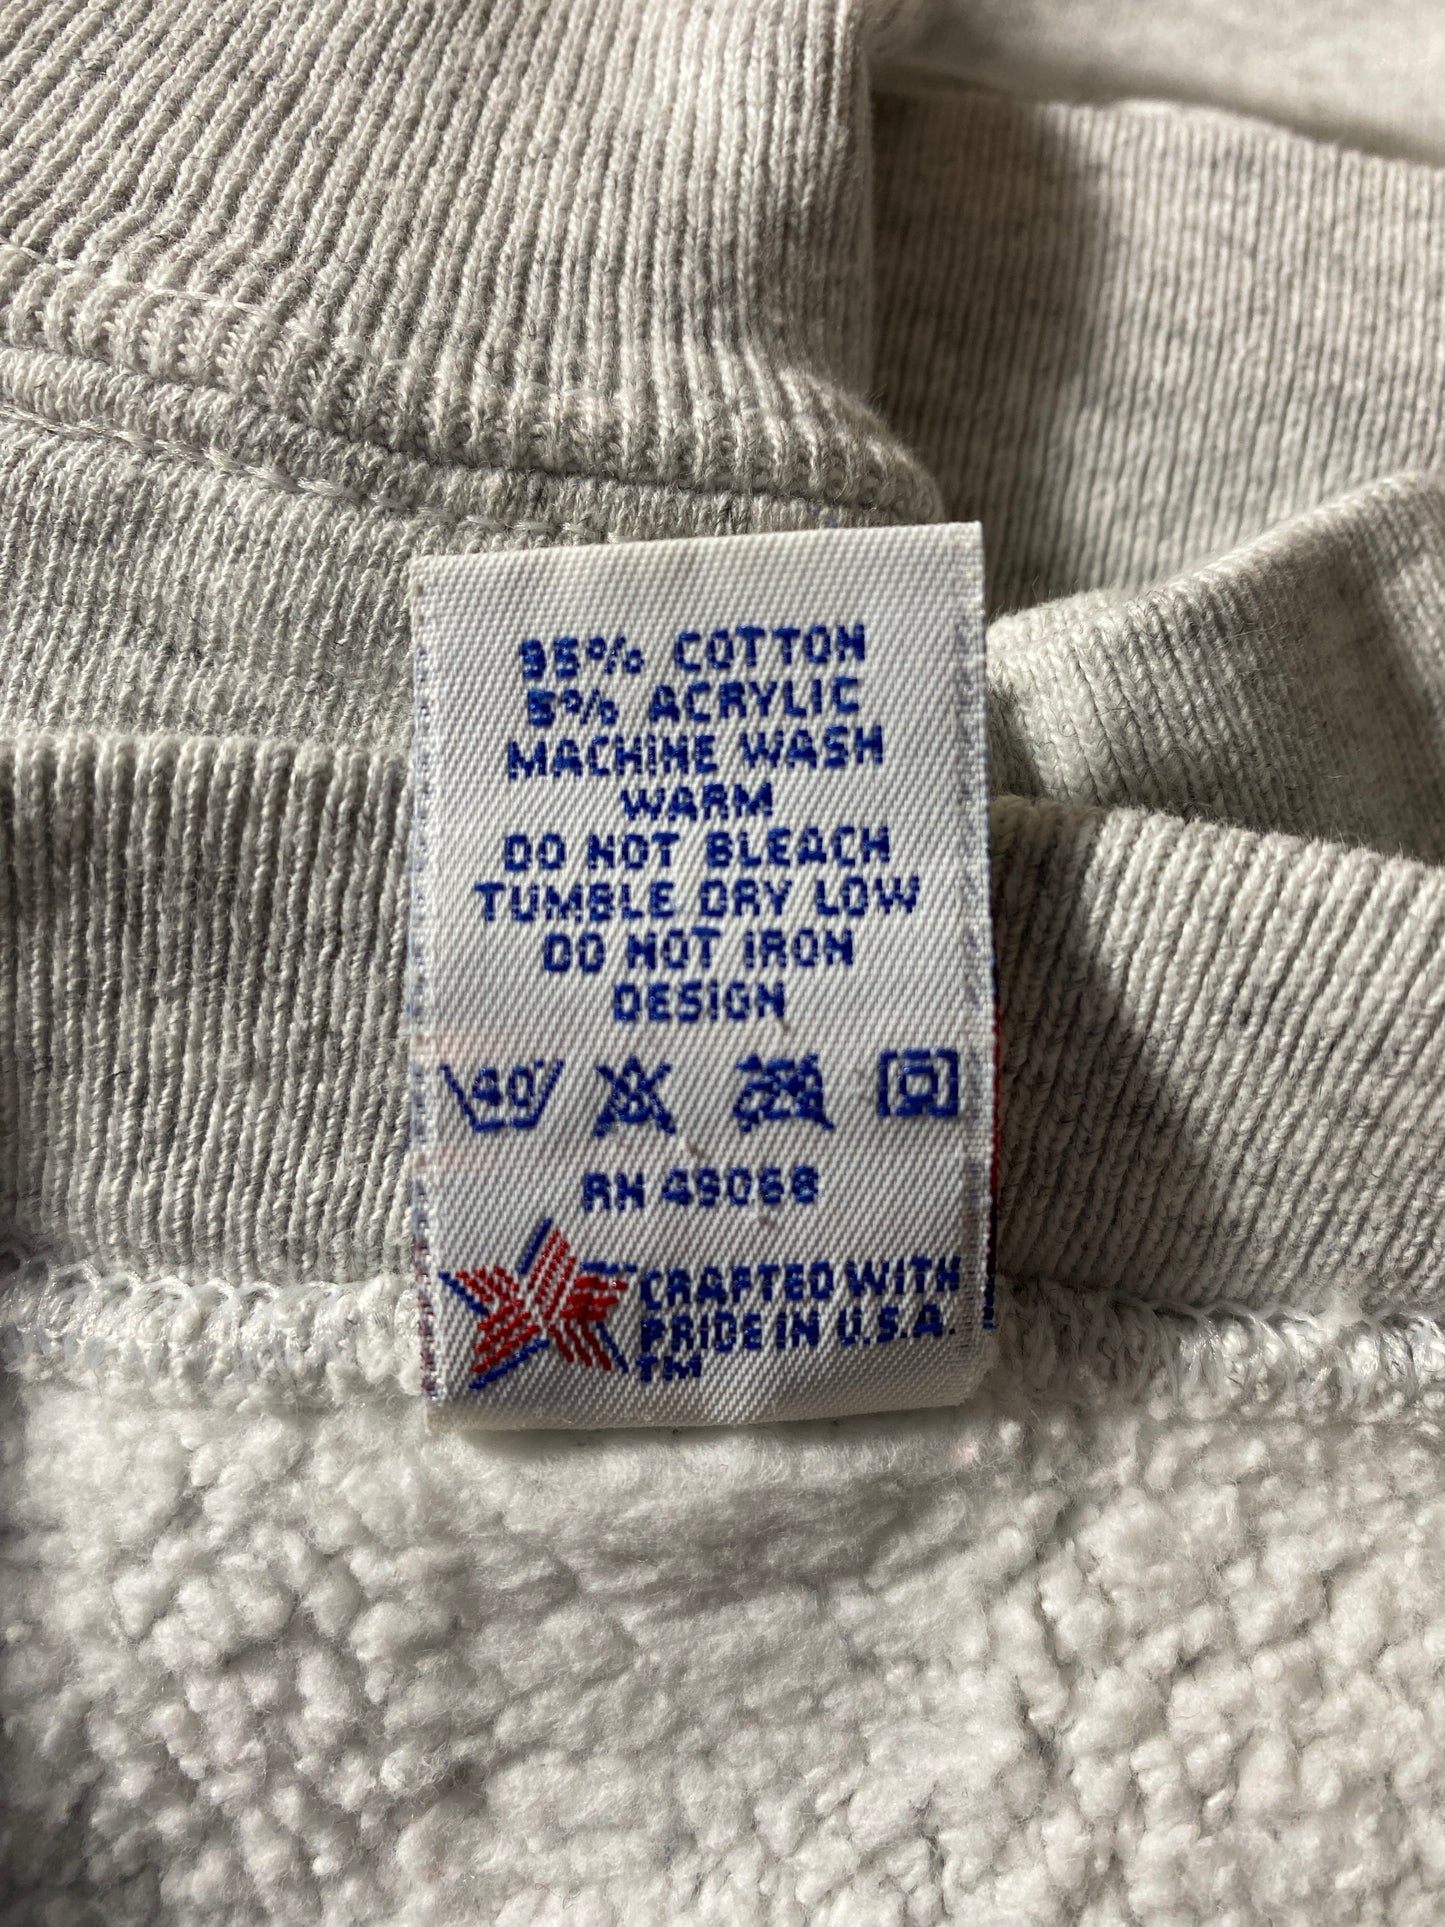 95% COTTON
5% ACRYLIC
MACHINE WASH
WARM
DO NOT BLEACH
TUMBLE DRY LOW
DO NOT IRON
DESIGN
40°
RN 49068
CRAFTED WITH
PRIDE IN U.S.A.
TM